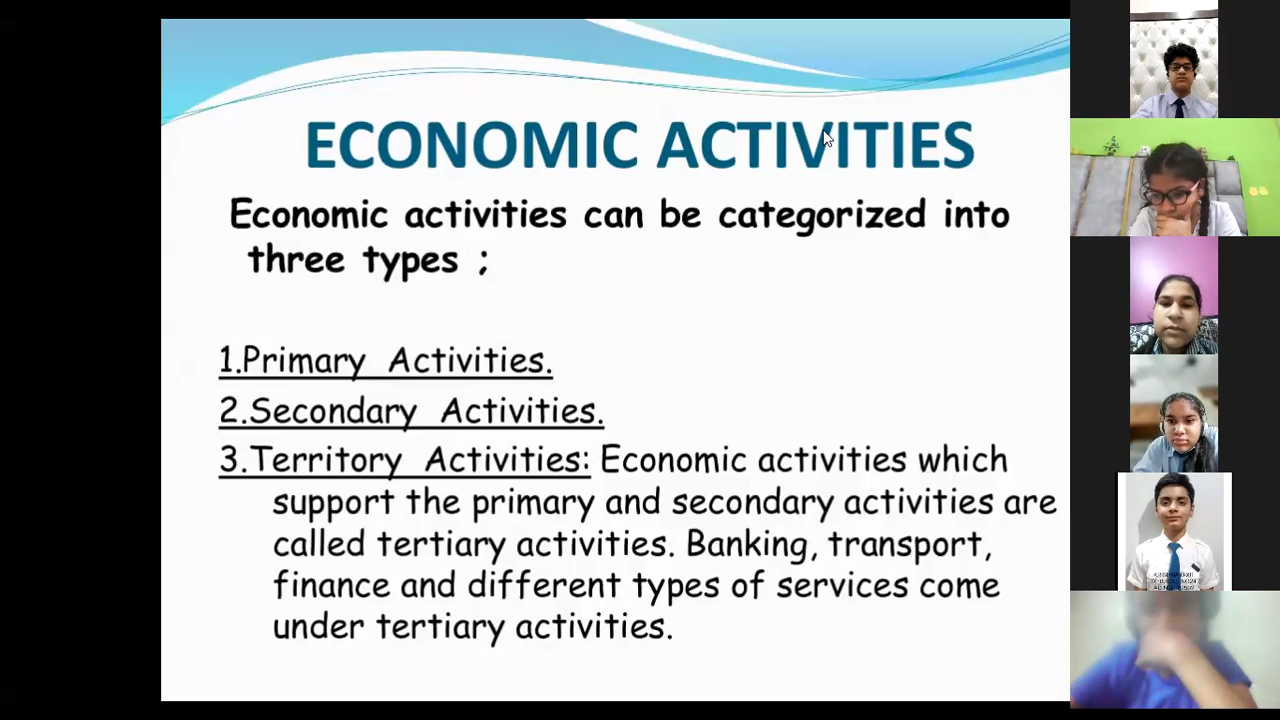 ECONOMIC ACTIVITIES
Economic activities can be categorized into
three types ;
1.Primary Activities.
2.Secondary Activities.
3.Territory Activities: Economic activities which
support the primary and secondary activities are
called tertiary activities. Banking, transport,
finance and different types of services come
under tertiary activities.